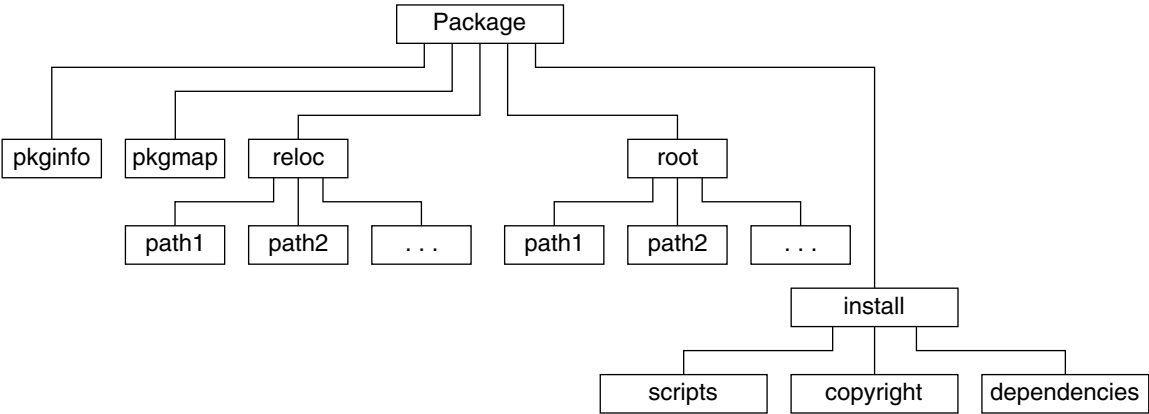 Package
pkginfo
pkgmap
reloc
root
path1
path2
. . .
path1
path2
. . .
install
scripts
copyright
dependencies